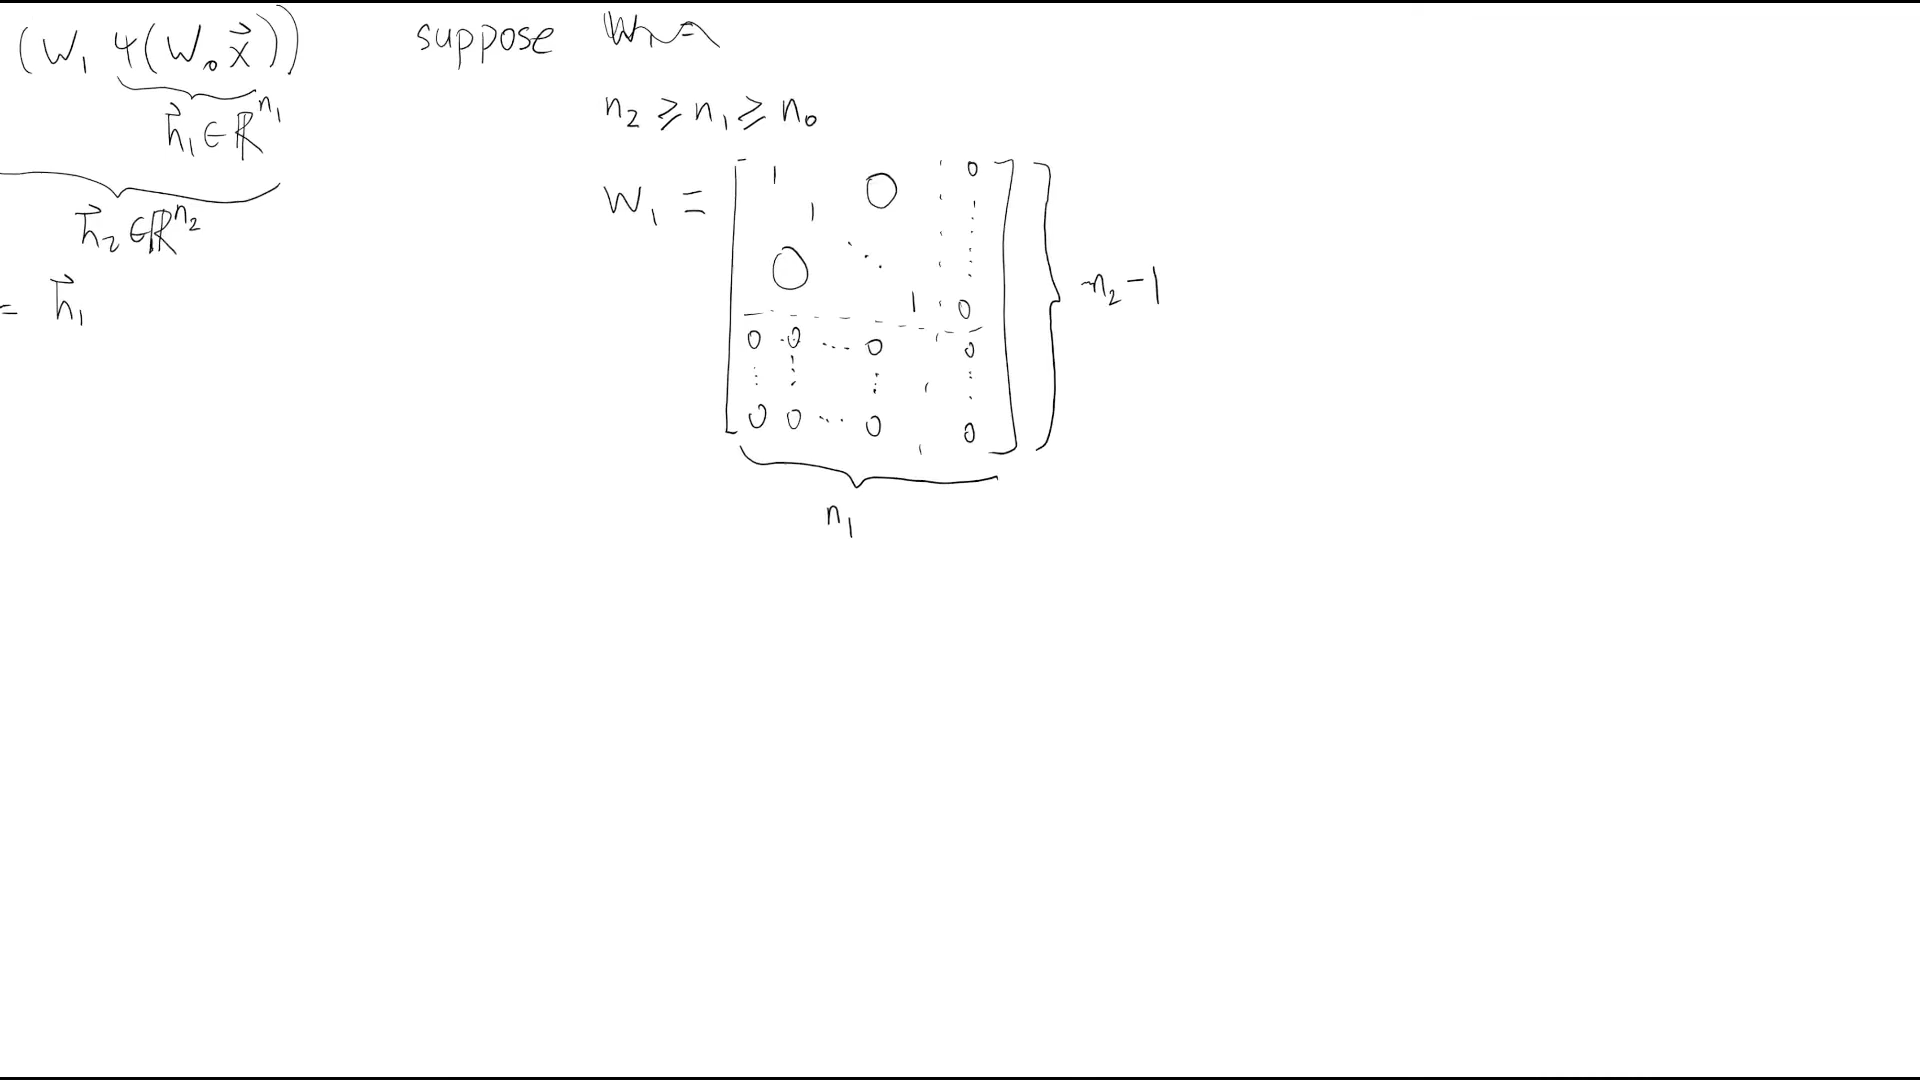 (W₁ Ψ(W₀x⃗))
h⃗₁ ∈ ℝ^n₁
h⃗₂ ∈ ℝ^n₂
= h⃗₁
suppose
n₂ ⩾ n₁ ⩾ n₀
W₁ =
1 0 0
1
0 ⋱
1 0
0 0 ... 0 0
⋮ ⋮ ⋮ ⋮
0 0 ... 0 0
n₂-1
n₁